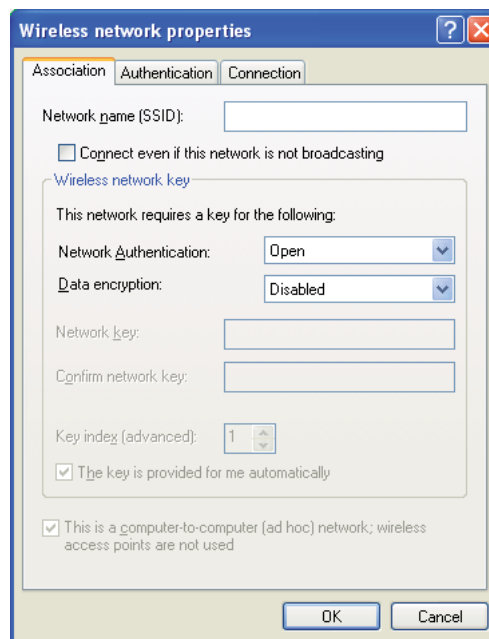 Wireless network properties
Association Authentication Connection
Network name (SSID):
Connect even if this network is not broadcasting
Wireless network key
This network requires a key for the following:
Network Authentication: Open
Data encryption: Disabled
Network key:
Confirm network key:
Key index (advanced): 1
The key is provided for me automatically
This is a computer-to-computer (ad hoc) network; wireless
access points are not used
OK Cancel